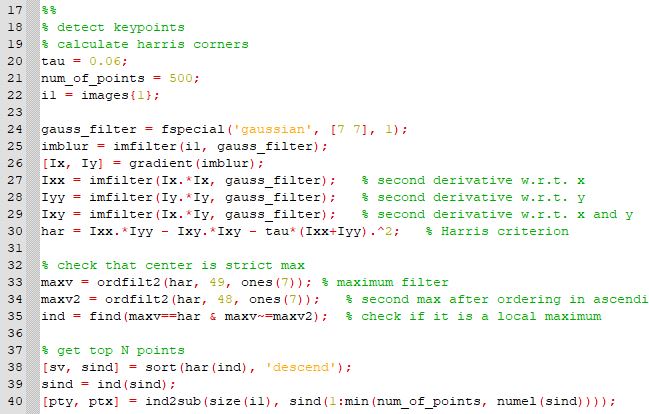 17 %%
18 % detect keypoints
19 % calculate harris corners
20 tau = 0.06;
21 num_of_points = 500;
22 i1 = images{1};
23
24 gauss_filter = fspecial('gaussian', [7 7], 1);
25 imblur = imfilter(i1, gauss_filter);
26 [Ix, Iy] = gradient(imblur);
27 Ixx = imfilter(Ix.*Ix, gauss_filter);   % second derivative w.r.t. x
28 Iyy = imfilter(Iy.*Iy, gauss_filter);   % second derivative w.r.t. y
29 Ixy = imfilter(Ix.*Iy, gauss_filter);   % second derivative w.r.t. x and y
30 har = Ixx.*Iyy - Ixy.*Ixy - tau*(Ixx+Iyy).^2;   % Harris criterion
31
32 % check that center is strict max
33 maxv = ordfilt2(har, 49, ones(7)); % maximum filter
34 maxv2 = ordfilt2(har, 48, ones(7));   % second max after ordering in ascendi
35 ind = find(maxv==har & maxv~=maxv2);  % check if it is a local maximum
36
37 % get top N points
38 [sv, sind] = sort(har(ind), 'descend');
39 sind = ind(sind);
40 [pty, ptx] = ind2sub(size(i1), sind(1:min(num_of_points, numel(sind))));